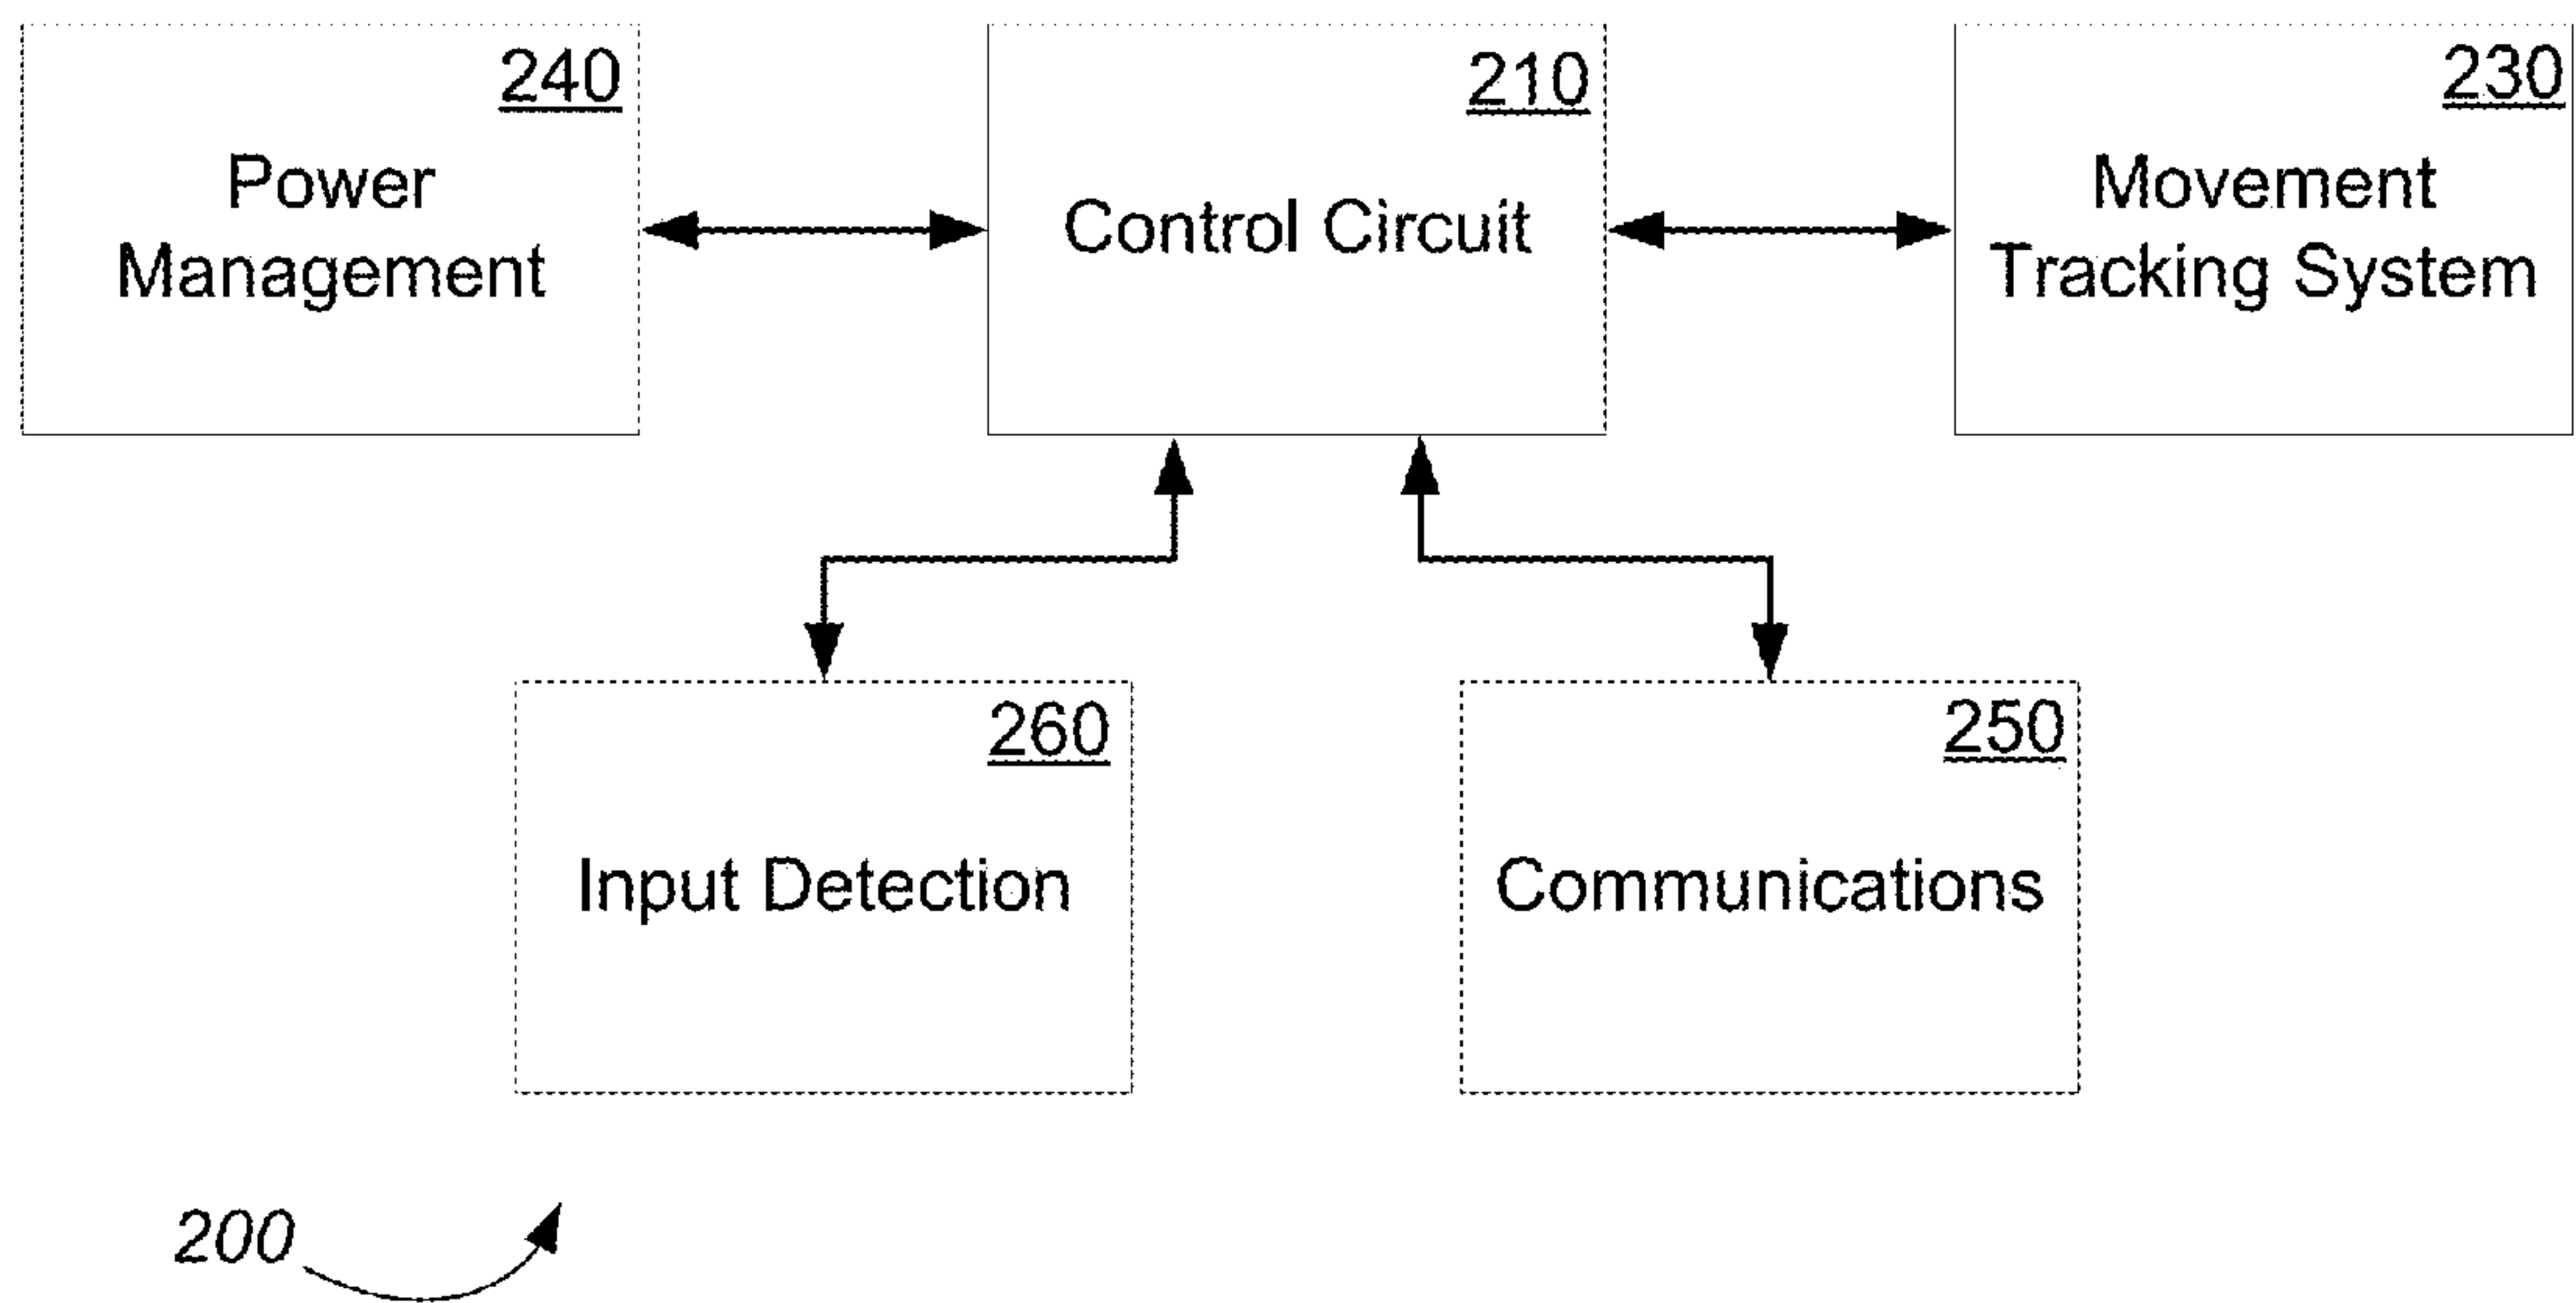 240
Power
Management
210
Control Circuit
230
Movement
Tracking System
260
Input Detection
250
Communications
200